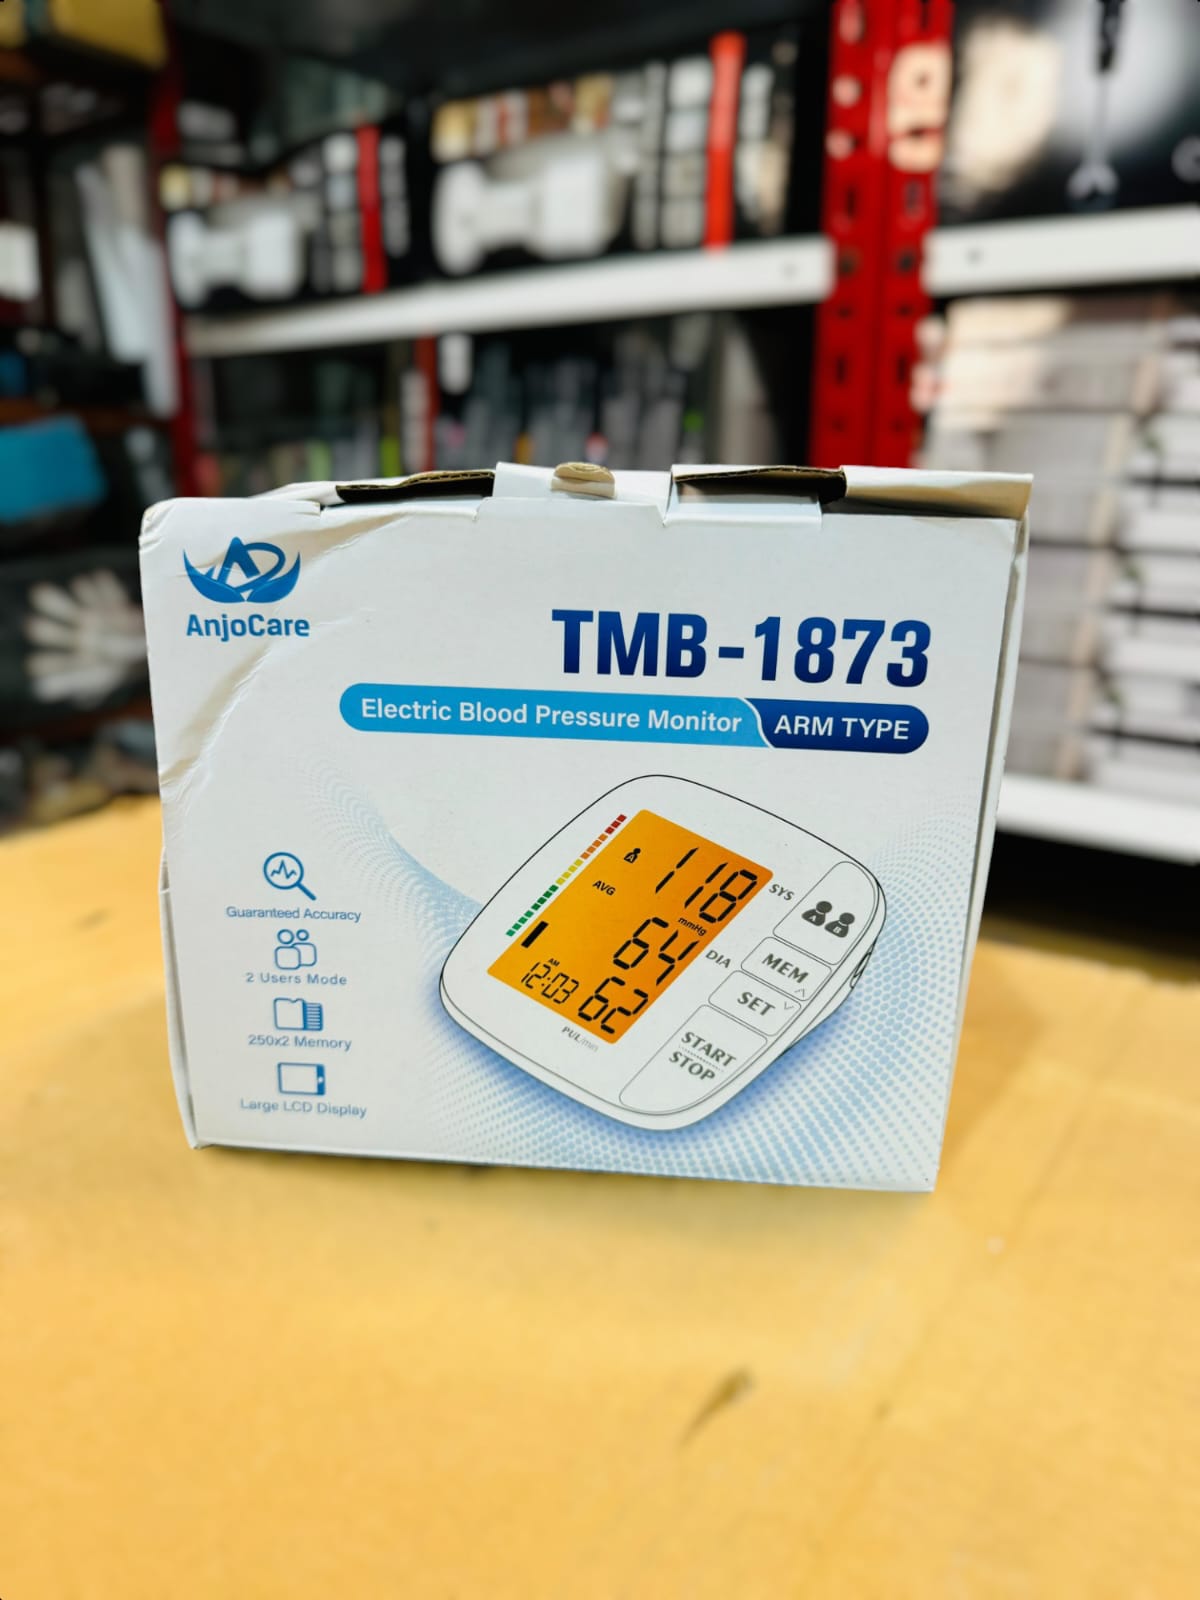 AnjoCare
TMB-1873
Electric Blood Pressure Monitor ARM TYPE
Guaranteed Accuracy
2 Users Mode
250x2 Memory
Large LCD Display
A
AVG
118
SYS
mmHg
64
DIA
AM
12:03
62
PUL/min
A B
MEM
SET
START
STOP